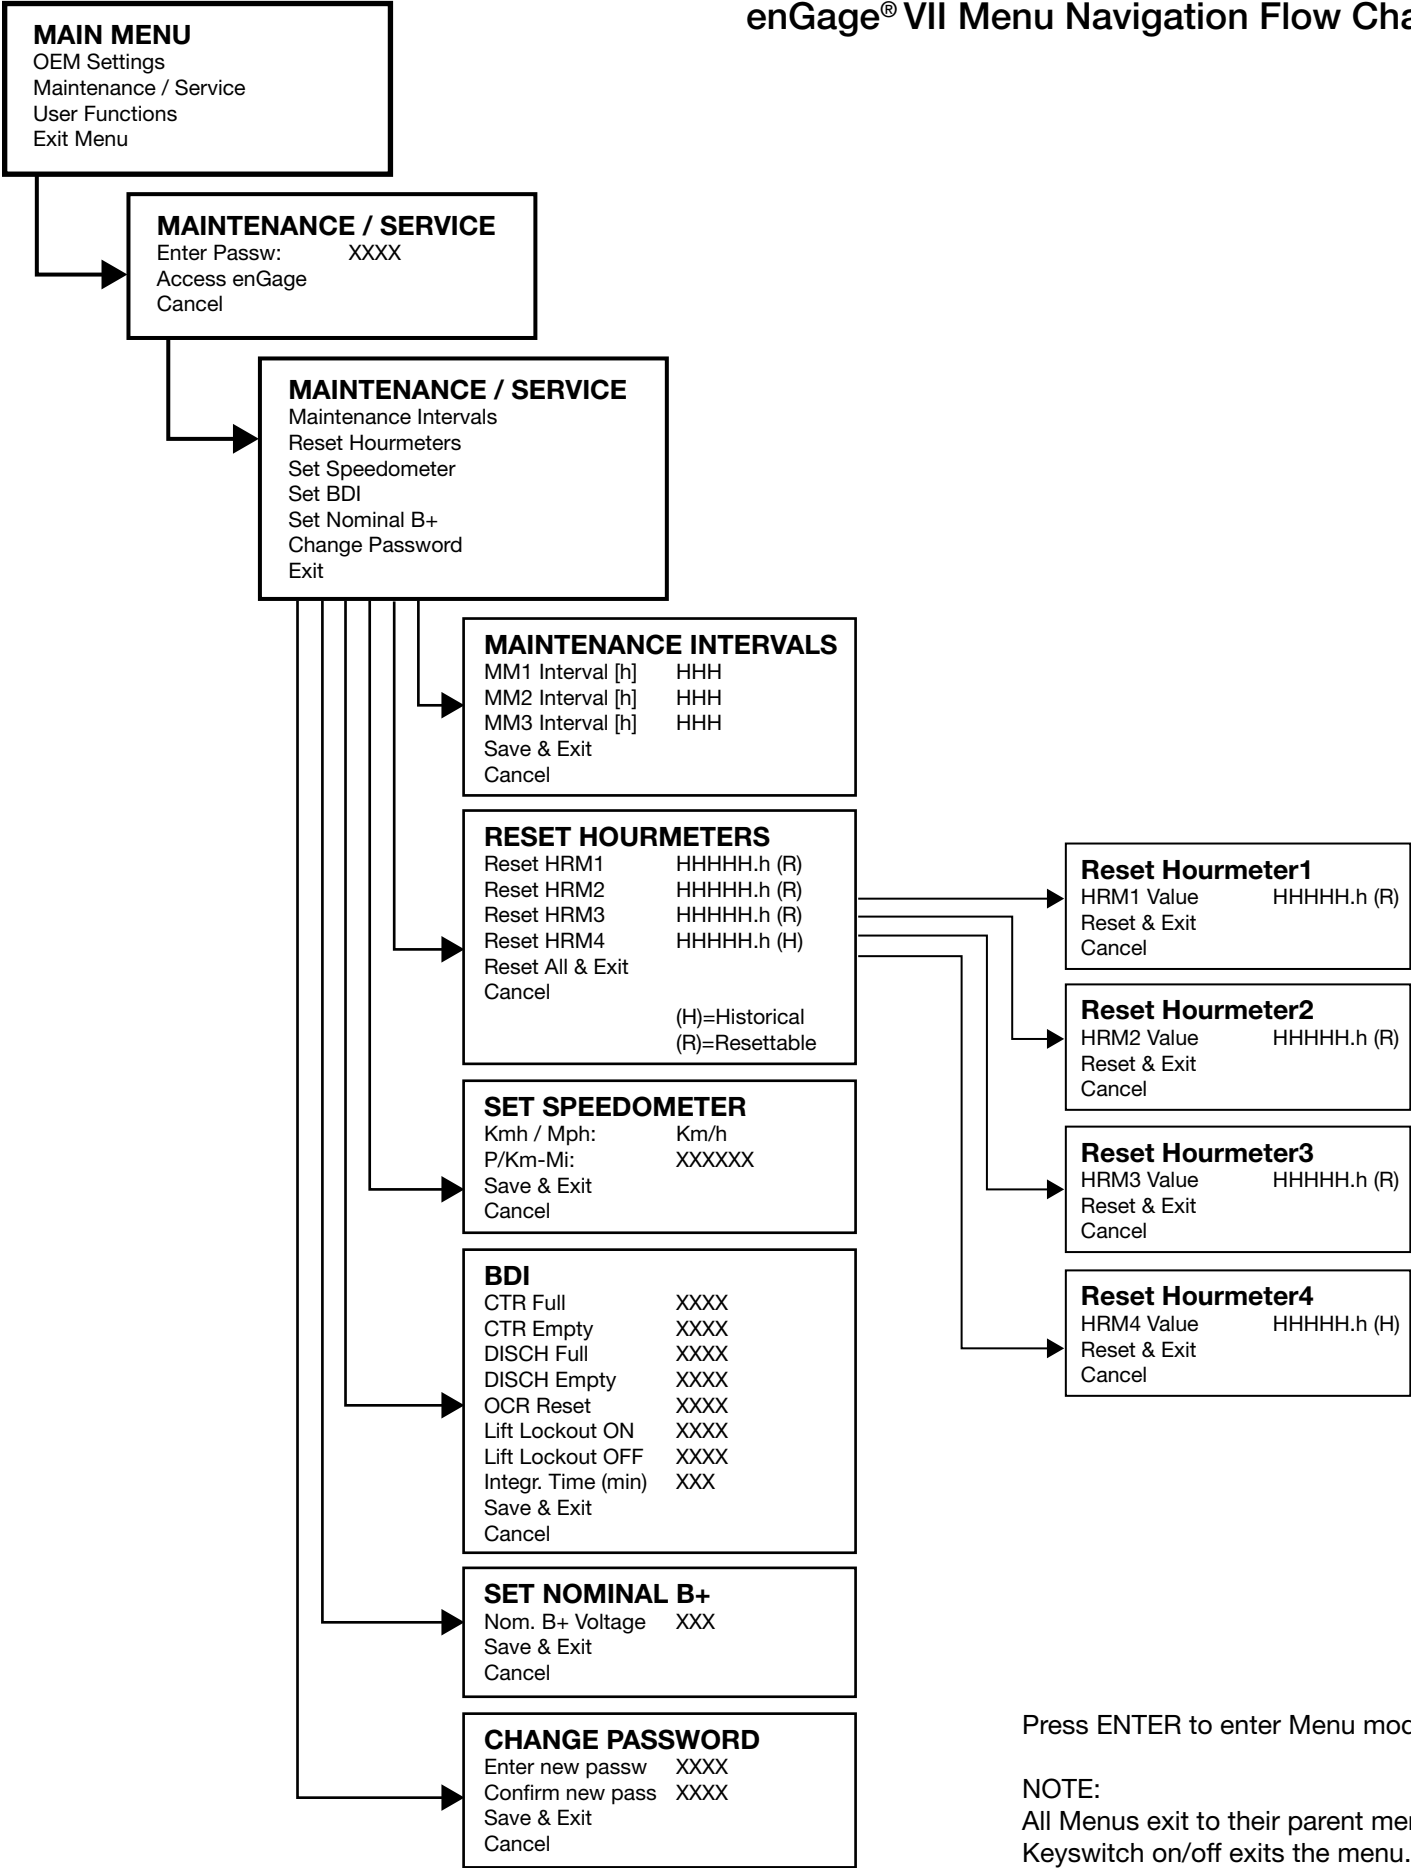 enGage® VII Menu Navigation Flow
MAIN MENU
OEM Settings
Maintenance / Service
User Functions
Exit Menu
MAINTENANCE / SERVICE
Enter Passw: XXXX
Access enGage
Cancel
MAINTENANCE / SERVICE
Maintenance Intervals
Reset Hourmeters
Set Speedometer
Set BDI
Set Nominal B+
Change Password
Exit
MAINTENANCE INTERVALS
MM1 Interval [h] HHH
MM2 Interval [h] HHH
MM3 Interval [h] HHH
Save & Exit
Cancel
RESET HOURMETERS
Reset HRM1 HHHHH.h (R)
Reset HRM2 HHHHH.h (R)
Reset HRM3 HHHHH.h (R)
Reset HRM4 HHHHH.h (H)
Reset All & Exit
Cancel
(H)=Historical
(R)=Resettable
Reset Hourmeter1
HRM1 Value HHHHH.h (R)
Reset & Exit
Cancel
Reset Hourmeter2
HRM2 Value HHHHH.h (R)
Reset & Exit
Cancel
Reset Hourmeter3
HRM3 Value HHHHH.h (R)
Reset & Exit
Cancel
Reset Hourmeter4
HRM4 Value HHHHH.h (H)
Reset & Exit
Cancel
SET SPEEDOMETER
Kmh / Mph: Km/h
P/Km-Mi: XXXXXX
Save & Exit
Cancel
BDI
CTR Full XXXX
CTR Empty XXXX
DISCH Full XXXX
DISCH Empty XXXX
OCR Reset XXXX
Lift Lockout ON XXXX
Lift Lockout OFF XXXX
Integr. Time (min) XXX
Save & Exit
Cancel
SET NOMINAL B+
Nom. B+ Voltage XXX
Save & Exit
Cancel
CHANGE PASSWORD
Enter new passw XXXX
Confirm new pass XXXX
Save & Exit
Cancel
Press ENTER to enter Menu
NOTE:
All Menus exit to their parent
Keyswitch on/off exits the menu.